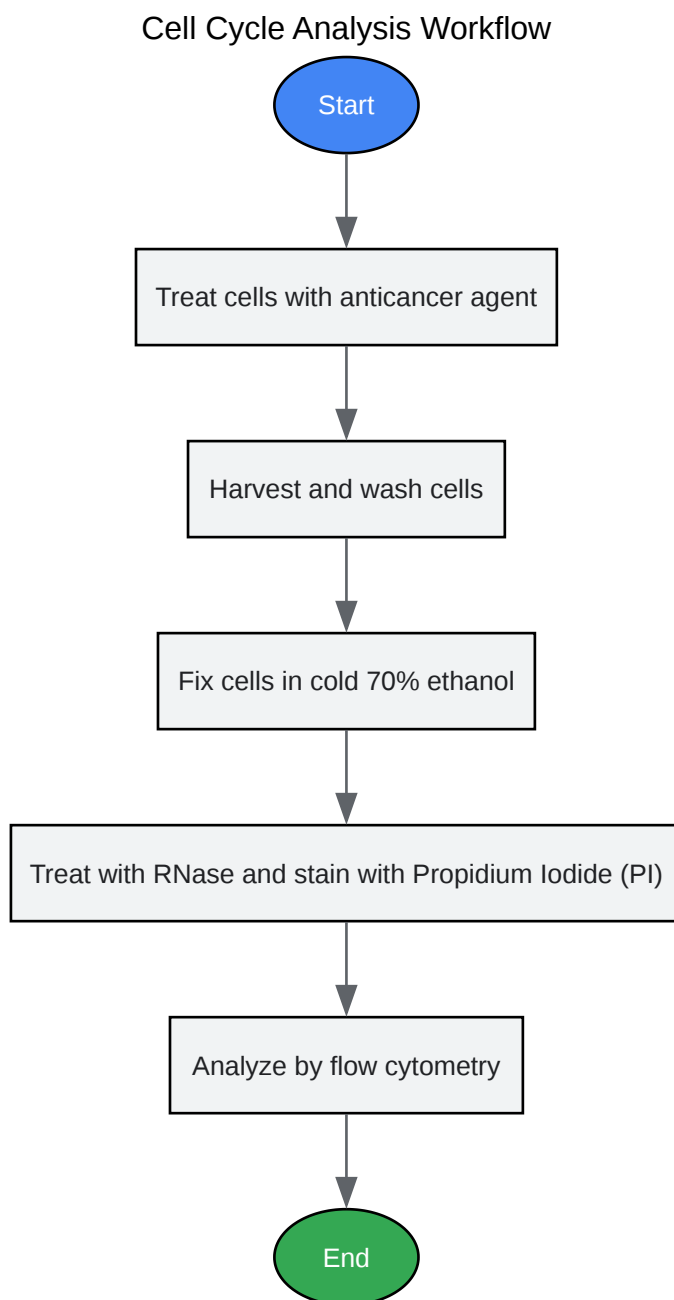 Cell Cycle Analysis Workflow
Start
Treat cells with anticancer agent
Harvest and wash cells
Fix cells in cold 70% ethanol
Treat with RNase and stain with Propidium Iodide (PI)
Analyze by flow cytometry
End